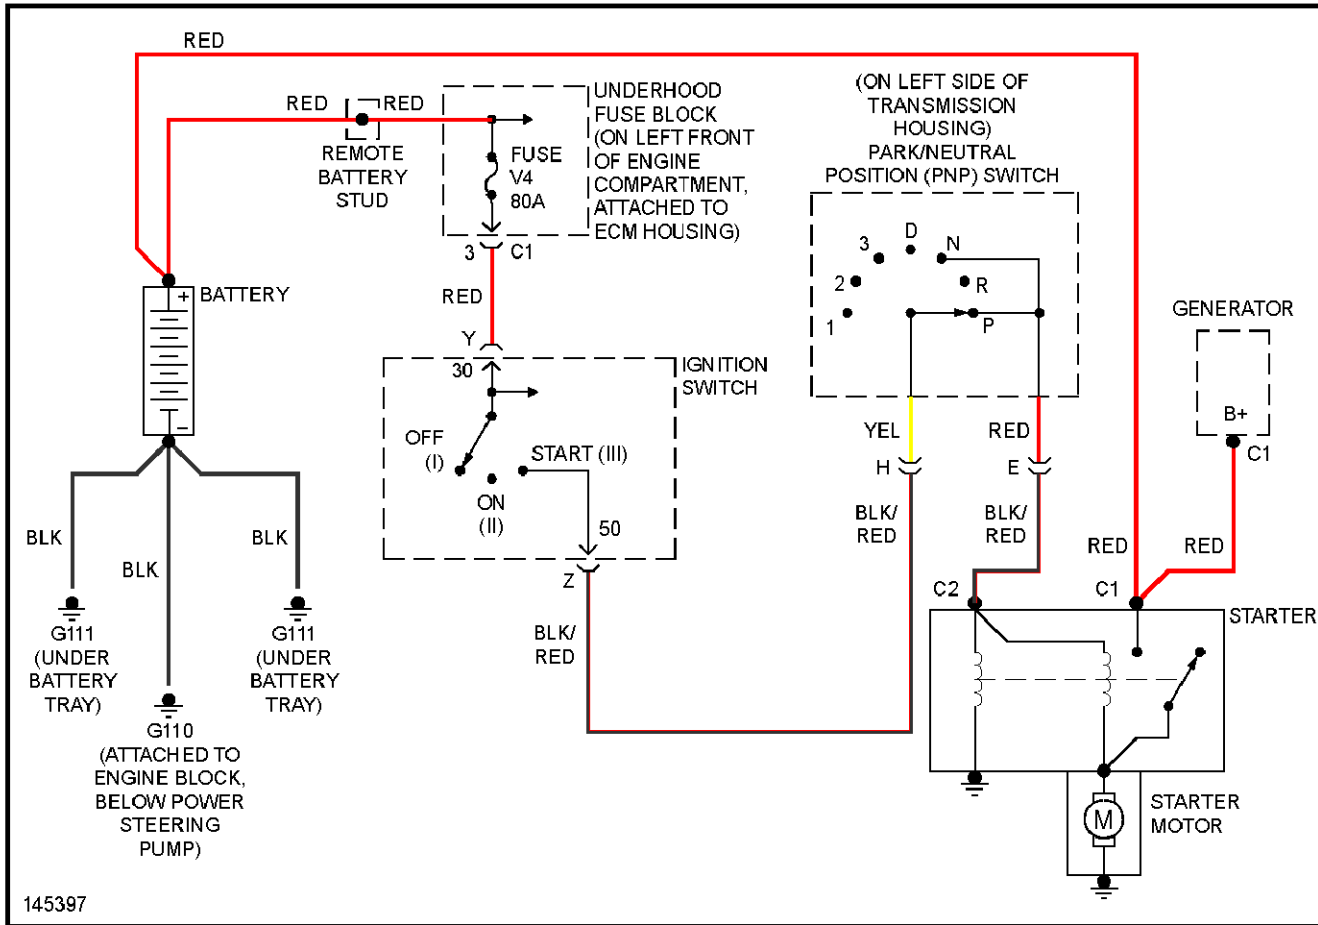 RED
RED
RED
REMOTE
BATTERY
STUD
UNDERHOOD
FUSE BLOCK
(ON LEFT FRONT
OF ENGINE
COMPARTMENT,
ATTACHED TO
ECM HOUSING)
FUSE
V4
80A
3
C1
RED
(ON LEFT SIDE OF
TRANSMISSION
HOUSING)
PARK/NEUTRAL
POSITION (PNP) SWITCH
D
3
N
2
R
1
P
GENERATOR
B+
C1
+
BATTERY
-
Y
30
IGNITION
SWITCH
OFF
(I)
START (III)
ON
(II)
50
Z
YEL
RED
H
E
BLK/
RED
BLK/
RED
RED
RED
BLK
BLK
BLK
G111
(UNDER
BATTERY
TRAY)
G111
(UNDER
BATTERY
TRAY)
G110
(ATTACHED TO
ENGINE BLOCK,
BELOW POWER
STEERING
PUMP)
BLK/
RED
C2
C1
STARTER
M
STARTER
MOTOR
145397